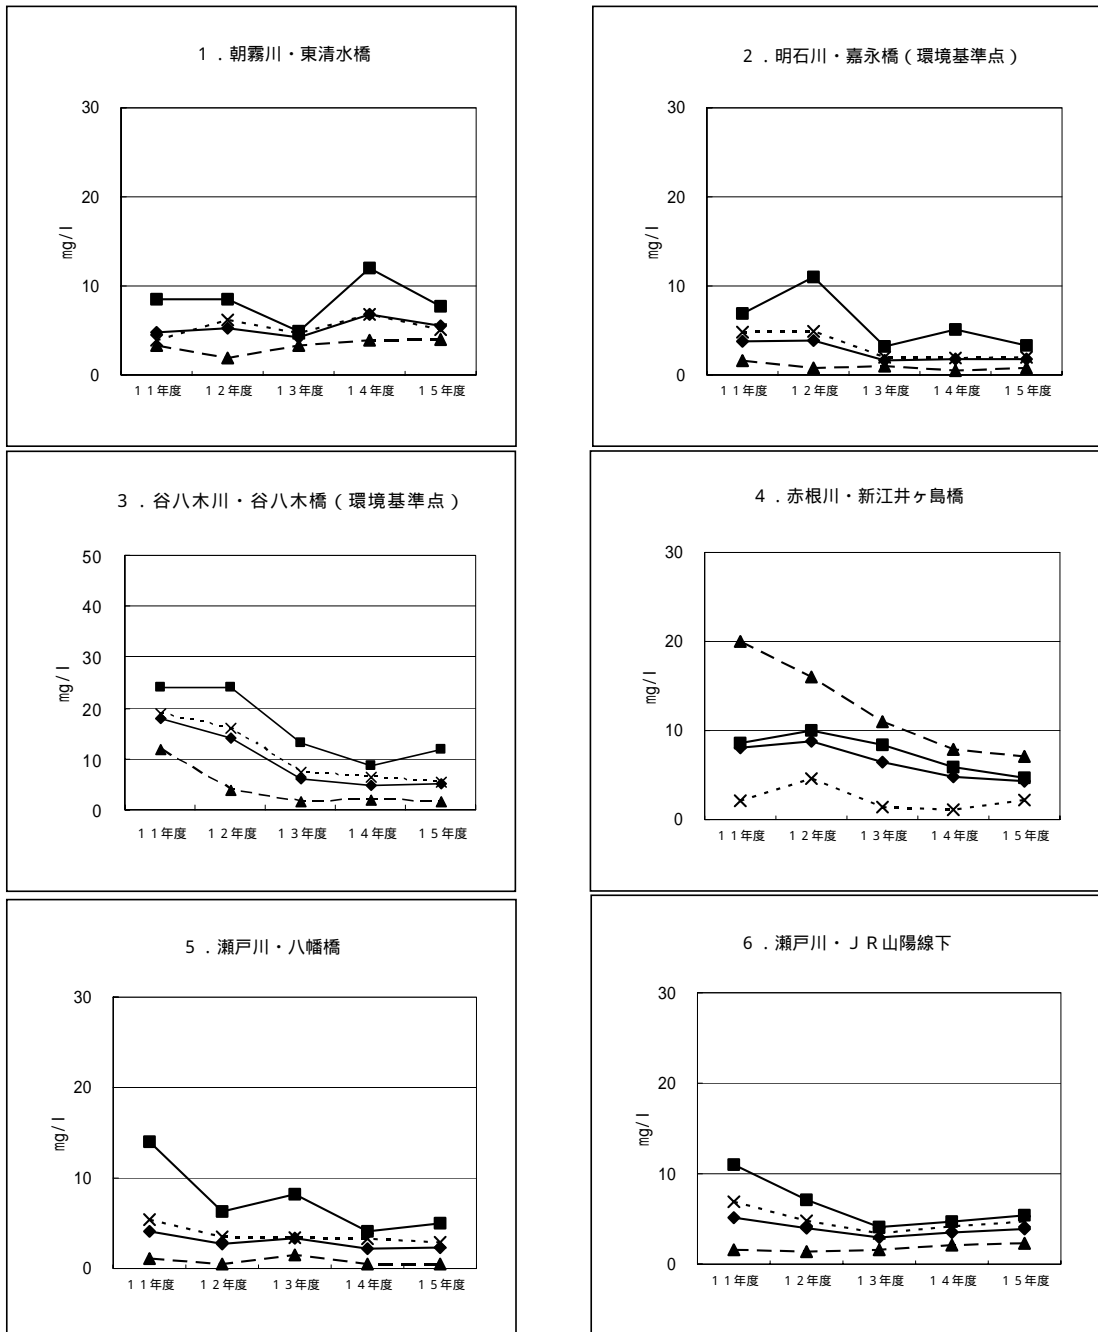 １．朝霧川・東清水橋
30
20
10
0
mg/l
１１年度 １２年度 １３年度 １４年度 １５年度
２．明石川・嘉永橋（環境基準点）
30
20
10
0
mg/l
１１年度 １２年度 １３年度 １４年度 １５年度
３．谷八木川・谷八木橋（環境基準点）
50
40
30
20
10
0
mg/l
１１年度 １２年度 １３年度 １４年度 １５年度
４．赤根川・新江井ヶ島橋
30
20
10
0
mg/l
１１年度 １２年度 １３年度 １４年度 １５年度
５．瀬戸川・八幡橋
30
20
10
0
mg/l
１１年度 １２年度 １３年度 １４年度 １５年度
６．瀬戸川・ＪＲ山陽線下
30
20
10
0
mg/l
１１年度 １２年度 １３年度 １４年度 １５年度